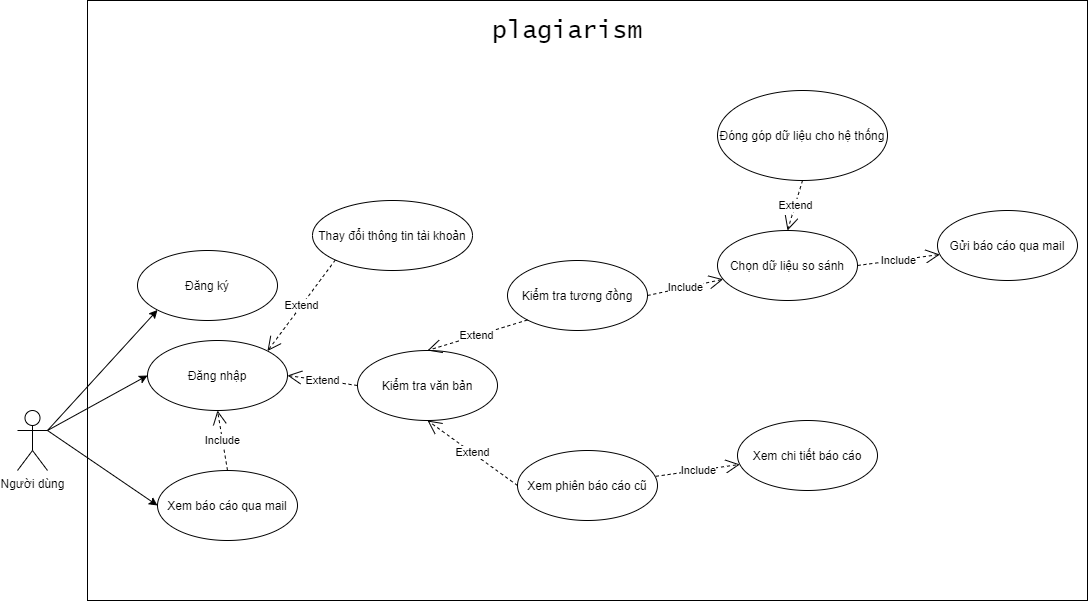 plagiarism
Đóng góp dữ liệu cho hệ thống
Extend
Thay đổi thông tin tài khoản
Gửi báo cáo qua mail
Chọn dữ liệu so sánh
Include
Đăng ký
Kiểm tra tương đồng
Include
Extend
Extend
Đăng nhập
Extend
Kiểm tra văn bản
Include
Extend
Xem chi tiết báo cáo
Include
Người dùng
Xem phiên báo cáo cũ
Xem báo cáo qua mail